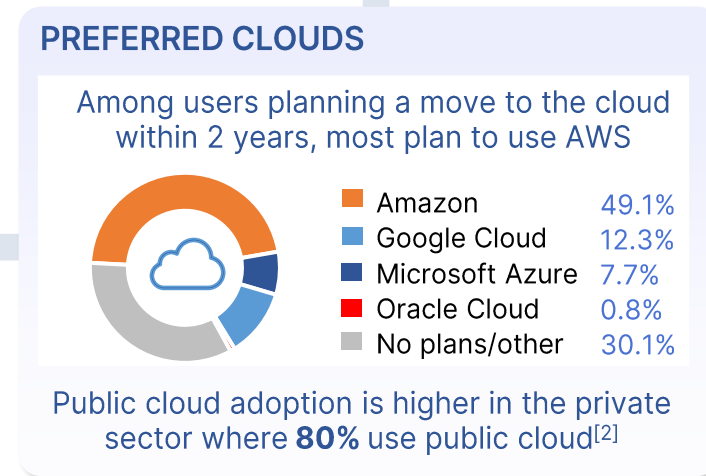 PREFERRED CLOUDS
Among users planning a move to the cloud
within 2 years, most plan to use AWS
Amazon 49.1%
Google Cloud 12.3%
Microsoft Azure 7.7%
Oracle Cloud 0.8%
No plans/other 30.1%
Public cloud adoption is higher in the private
sector where 80% use public cloud[2]